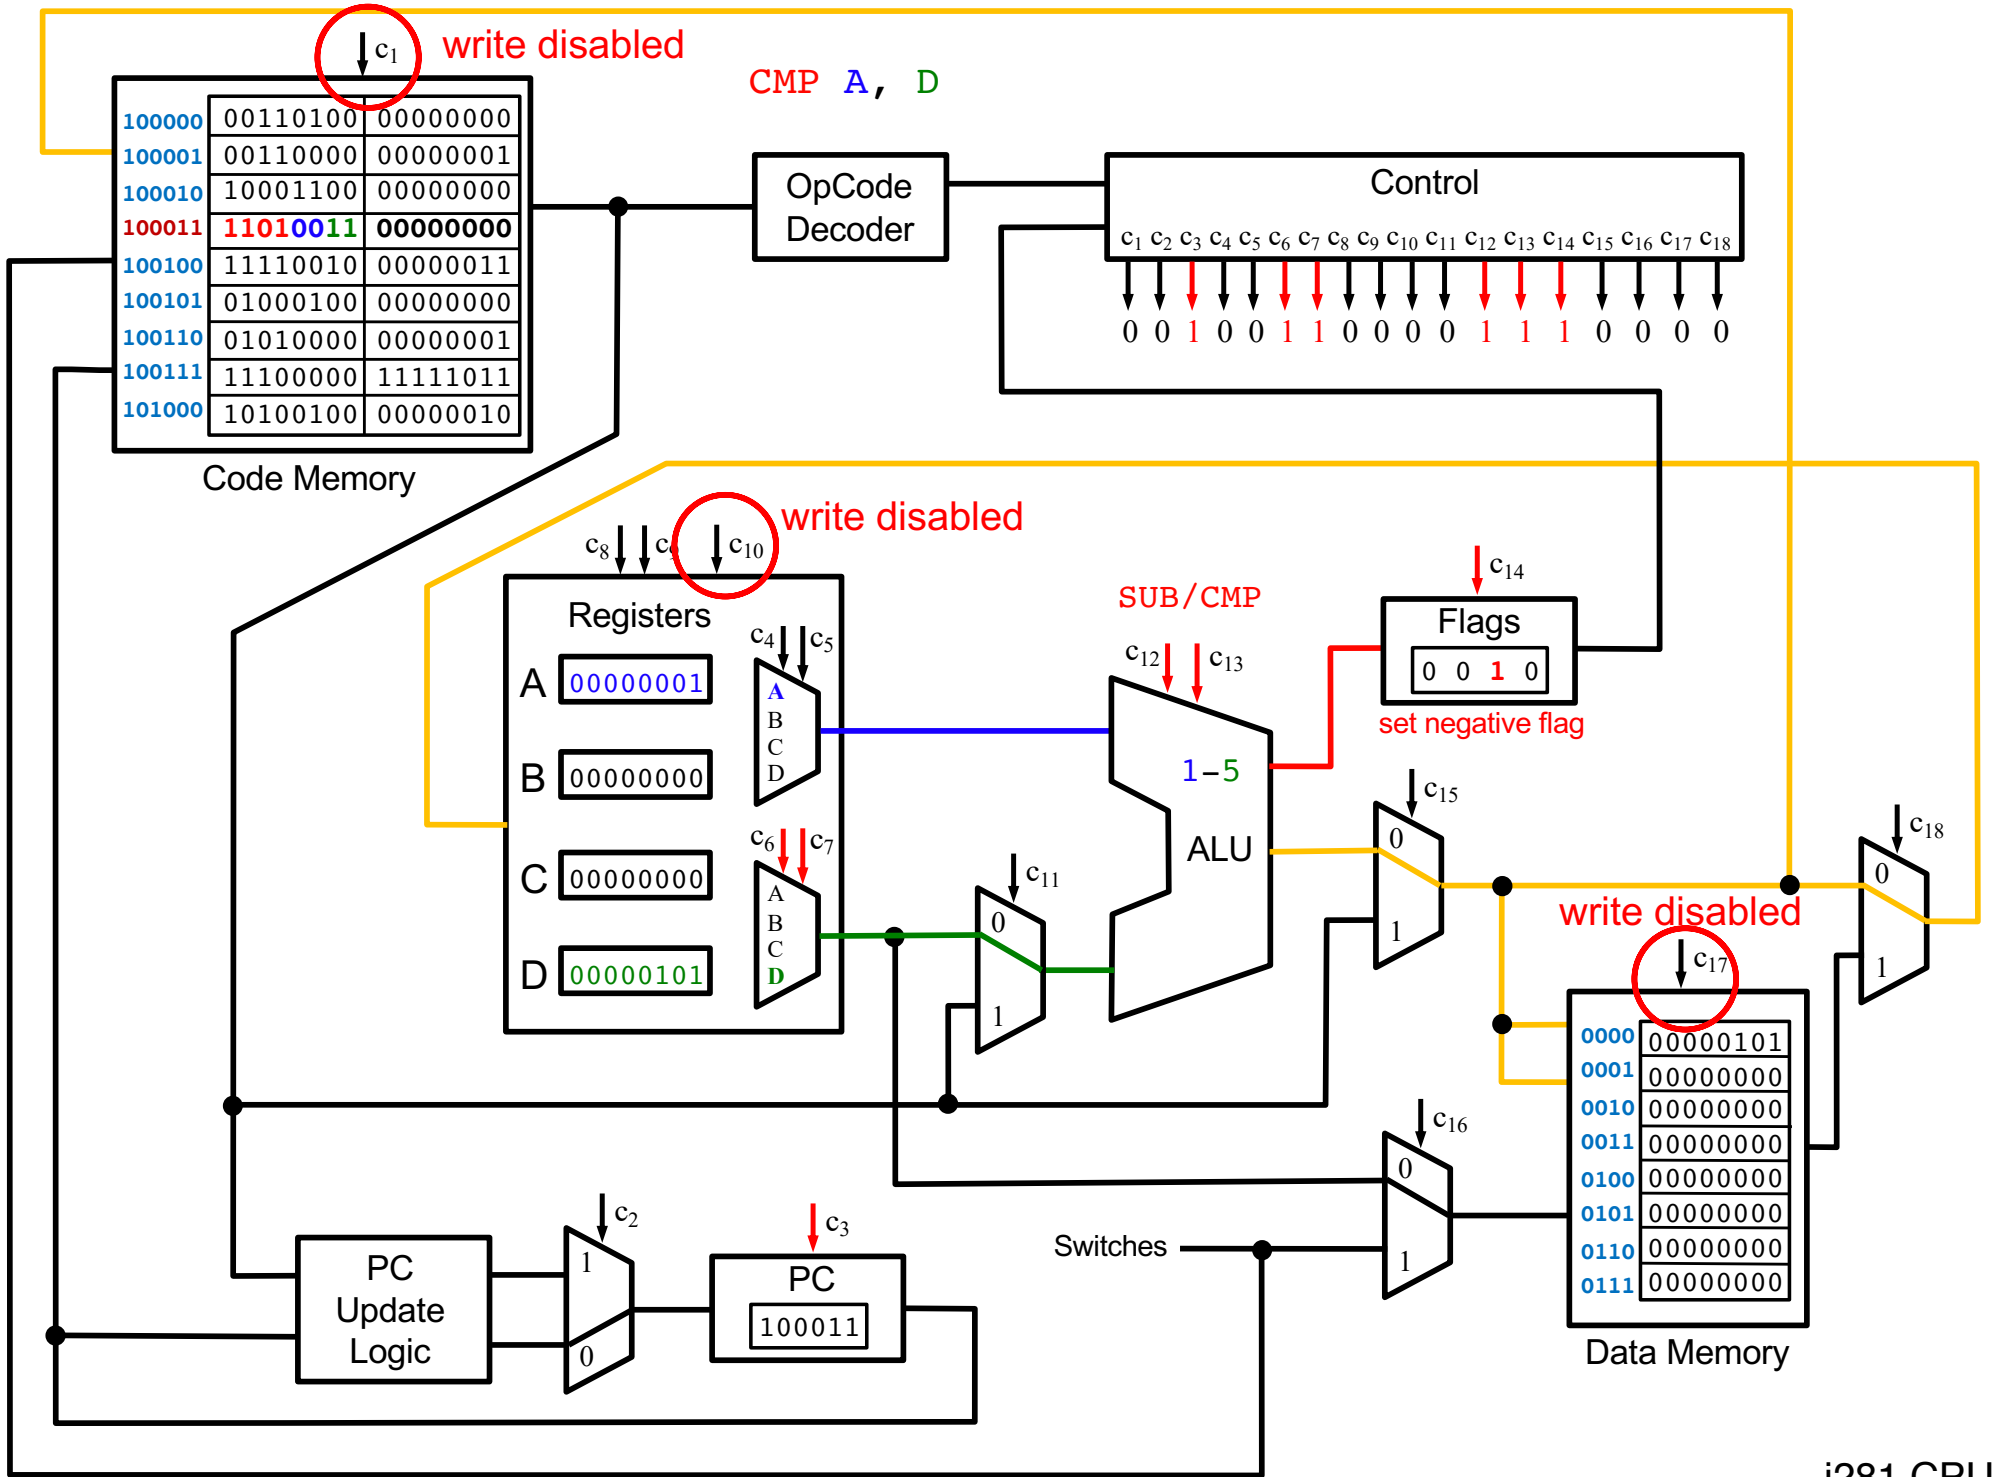 c1 write disabled
CMP A, D
100000 00110100 00000000
100001 00110000 00000001
100010 10001100 00000000
100011 11010011 00000000
100100 11110010 00000011
100101 01000100 00000000
100110 01010000 00000001
100111 11100000 11111011
101000 10100100 00000010
Code Memory
OpCode
Decoder
Control
c1 c2 c3 c4 c5 c6 c7 c8 c9 c10 c11 c12 c13 c14 c15 c16 c17 c18
0 0 1 0 0 1 1 0 0 0 0 1 1 1 0 0 0 0
write disabled
c8 c9 c10
Registers
c4 c5
A 00000001
B 00000000
C 00000000
D 00000101
A
B
C
D
c6 c7
A
B
C
D
c11
0
1
SUB/CMP
c12 c13
1–5
ALU
c14
Flags
0 0 1 0
set negative flag
c15
0
1
c18
0
1
write disabled
c17
0000 00000101
0001 00000000
0010 00000000
0011 00000000
0100 00000000
0101 00000000
0110 00000000
0111 00000000
Data Memory
c16
0
1
Switches
PC
Update
Logic
c2
1
0
c3
PC
100011
i281 CPU